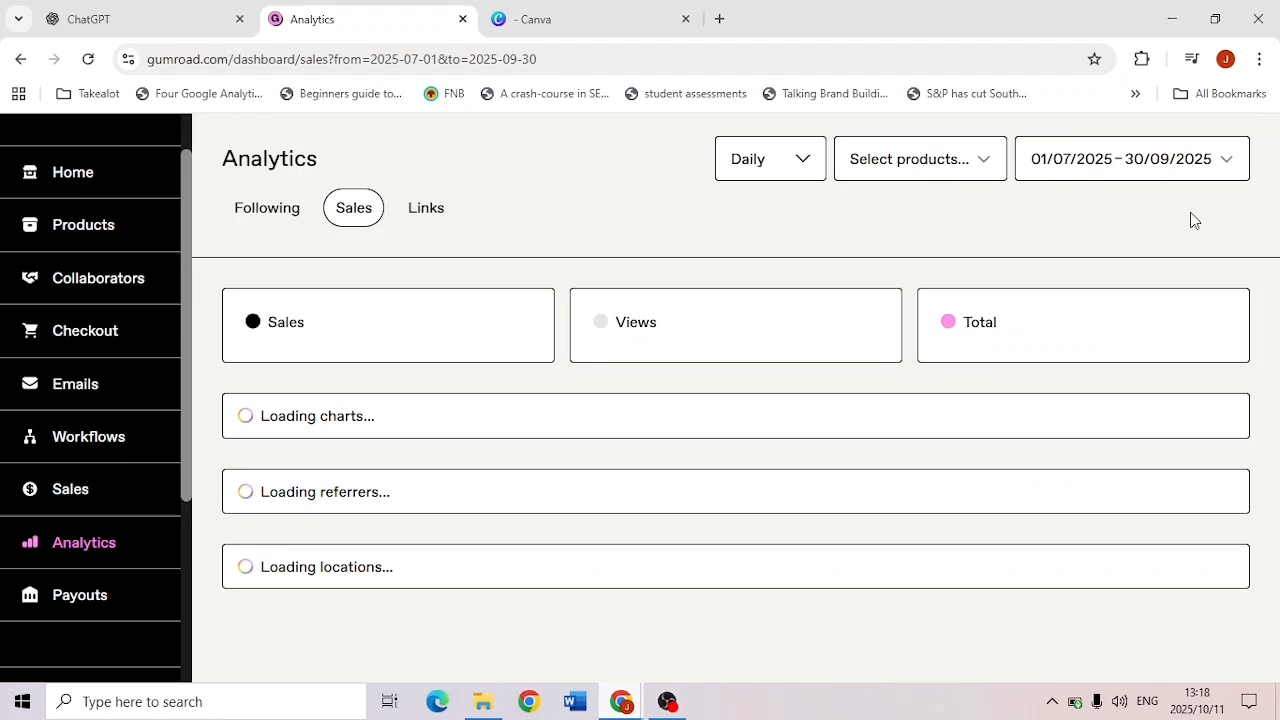 ChatGPT
Analytics
- Canva
gumroad.com/dashboard/sales?from=2025-07-01&to=2025-09-30
J
Takealot
Four Google Analyti...
Beginners guide to...
FNB
A crash-course in SE...
student assessments
Talking Brand Buildi...
S&P has cut South...
All Bookmarks
Home
Products
Collaborators
Checkout
Emails
Workflows
Sales
Analytics
Payouts
Analytics
Daily
Select products...
01/07/2025 – 30/09/2025
Following
Sales
Links
Sales
Views
Total
Loading charts...
Loading referrers...
Loading locations...
Type here to search
ENG
13:18
2025/10/11